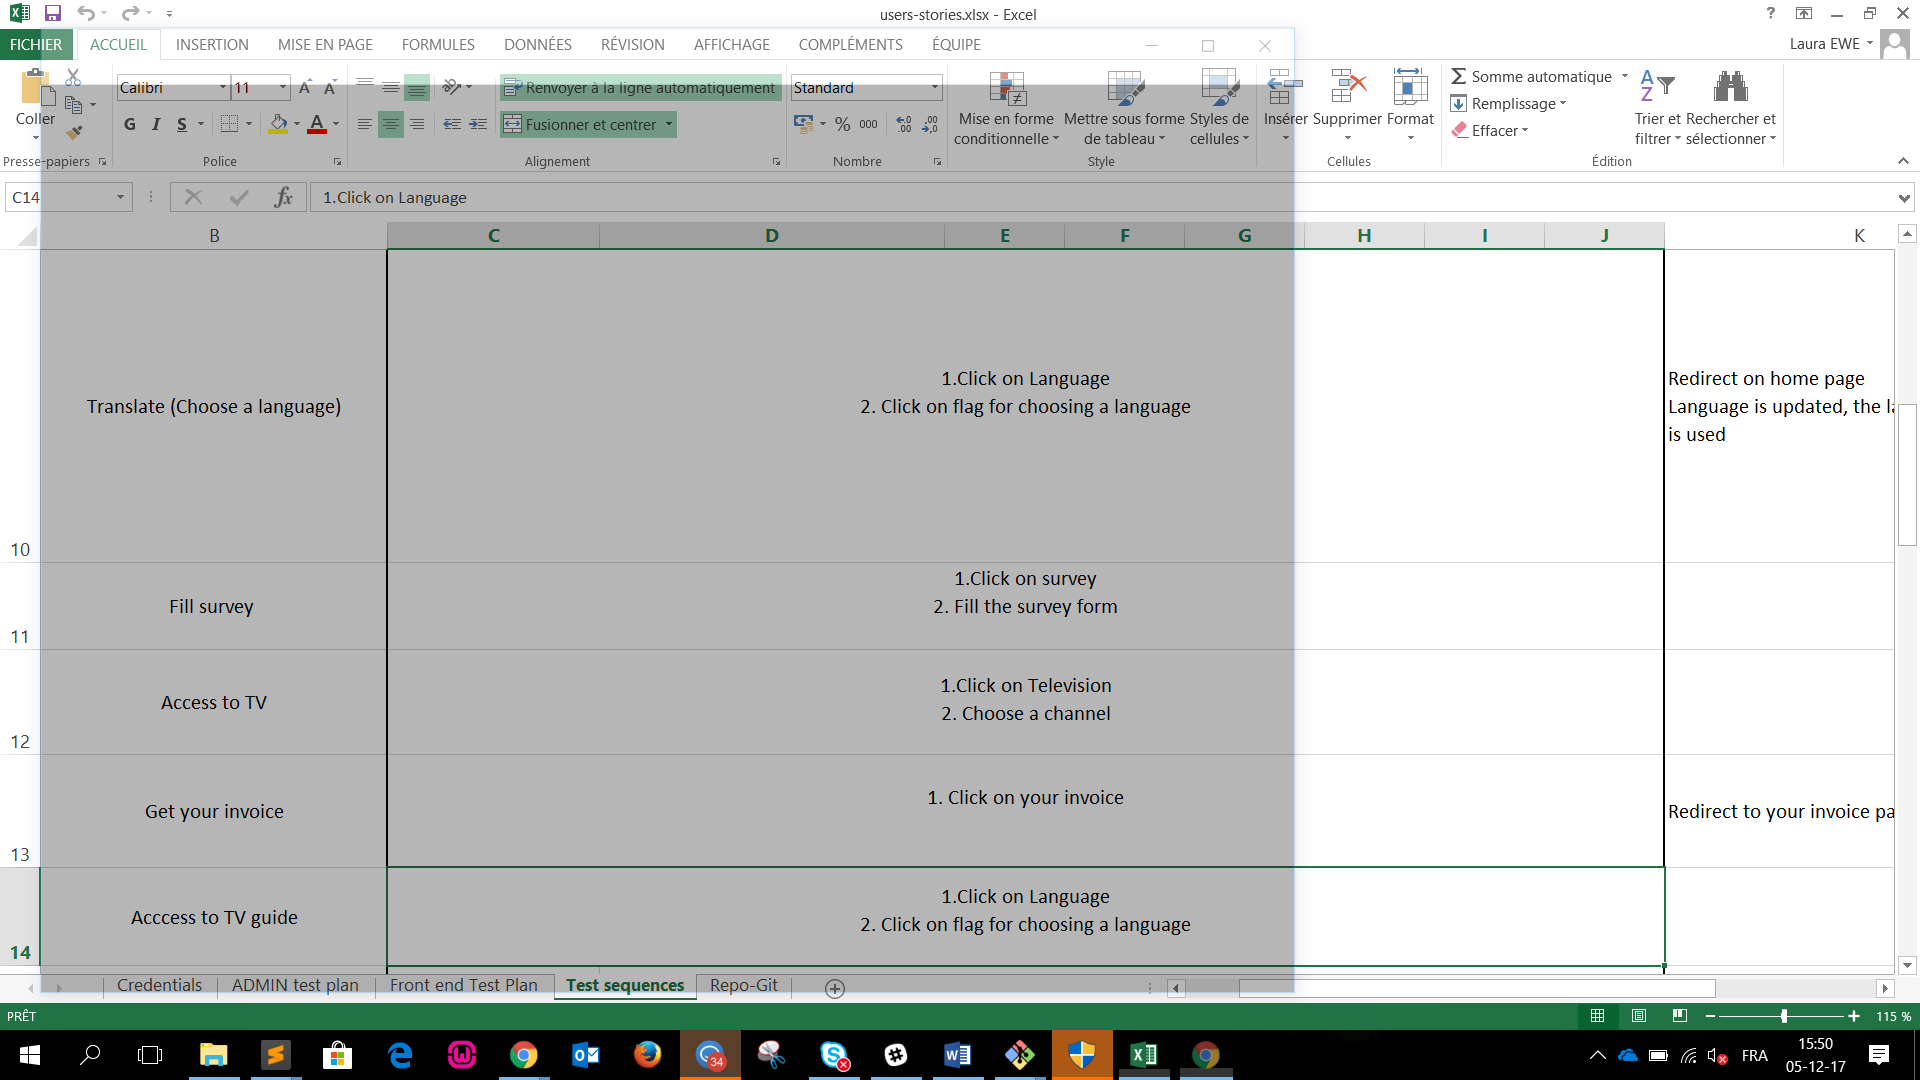 users-stories.xlsx - Excel
?
FICHIER ACCUEIL INSERTION MISE EN PAGE FORMULES DONNÉES RÉVISION AFFICHAGE COMPLÉMENTS ÉQUIPE
Laura EWE
Coller
Calibri 11
Renvoyer à la ligne automatiquement
Standard
G I S A
Fusionner et centrer
% 000
Mise en forme conditionnelle
Mettre sous forme de tableau
Styles de cellules
Insérer Supprimer Format
Somme automatique
Remplissage
Effacer
Trier et filtrer
Rechercher et sélectionner
Presse-papiers Police Alignement Nombre Style Cellules Édition
C14 fx 1.Click on Language
B C D E F G H I J K
Translate (Choose a language)
1.Click on Language
2. Click on flag for choosing a language
Redirect on home page
Language is updated, the
is used
10
Fill survey
1.Click on survey
2. Fill the survey form
11
Access to TV
1.Click on Television
2. Choose a channel
12
Get your invoice
1. Click on your invoice
Redirect to your invoice pa
13
Acccess to TV guide
1.Click on Language
2. Click on flag for choosing a language
14
Credentials ADMIN test plan Front end Test Plan Test sequences Repo-Git
PRÊT
115 %
34
FRA
15:50
05-12-17